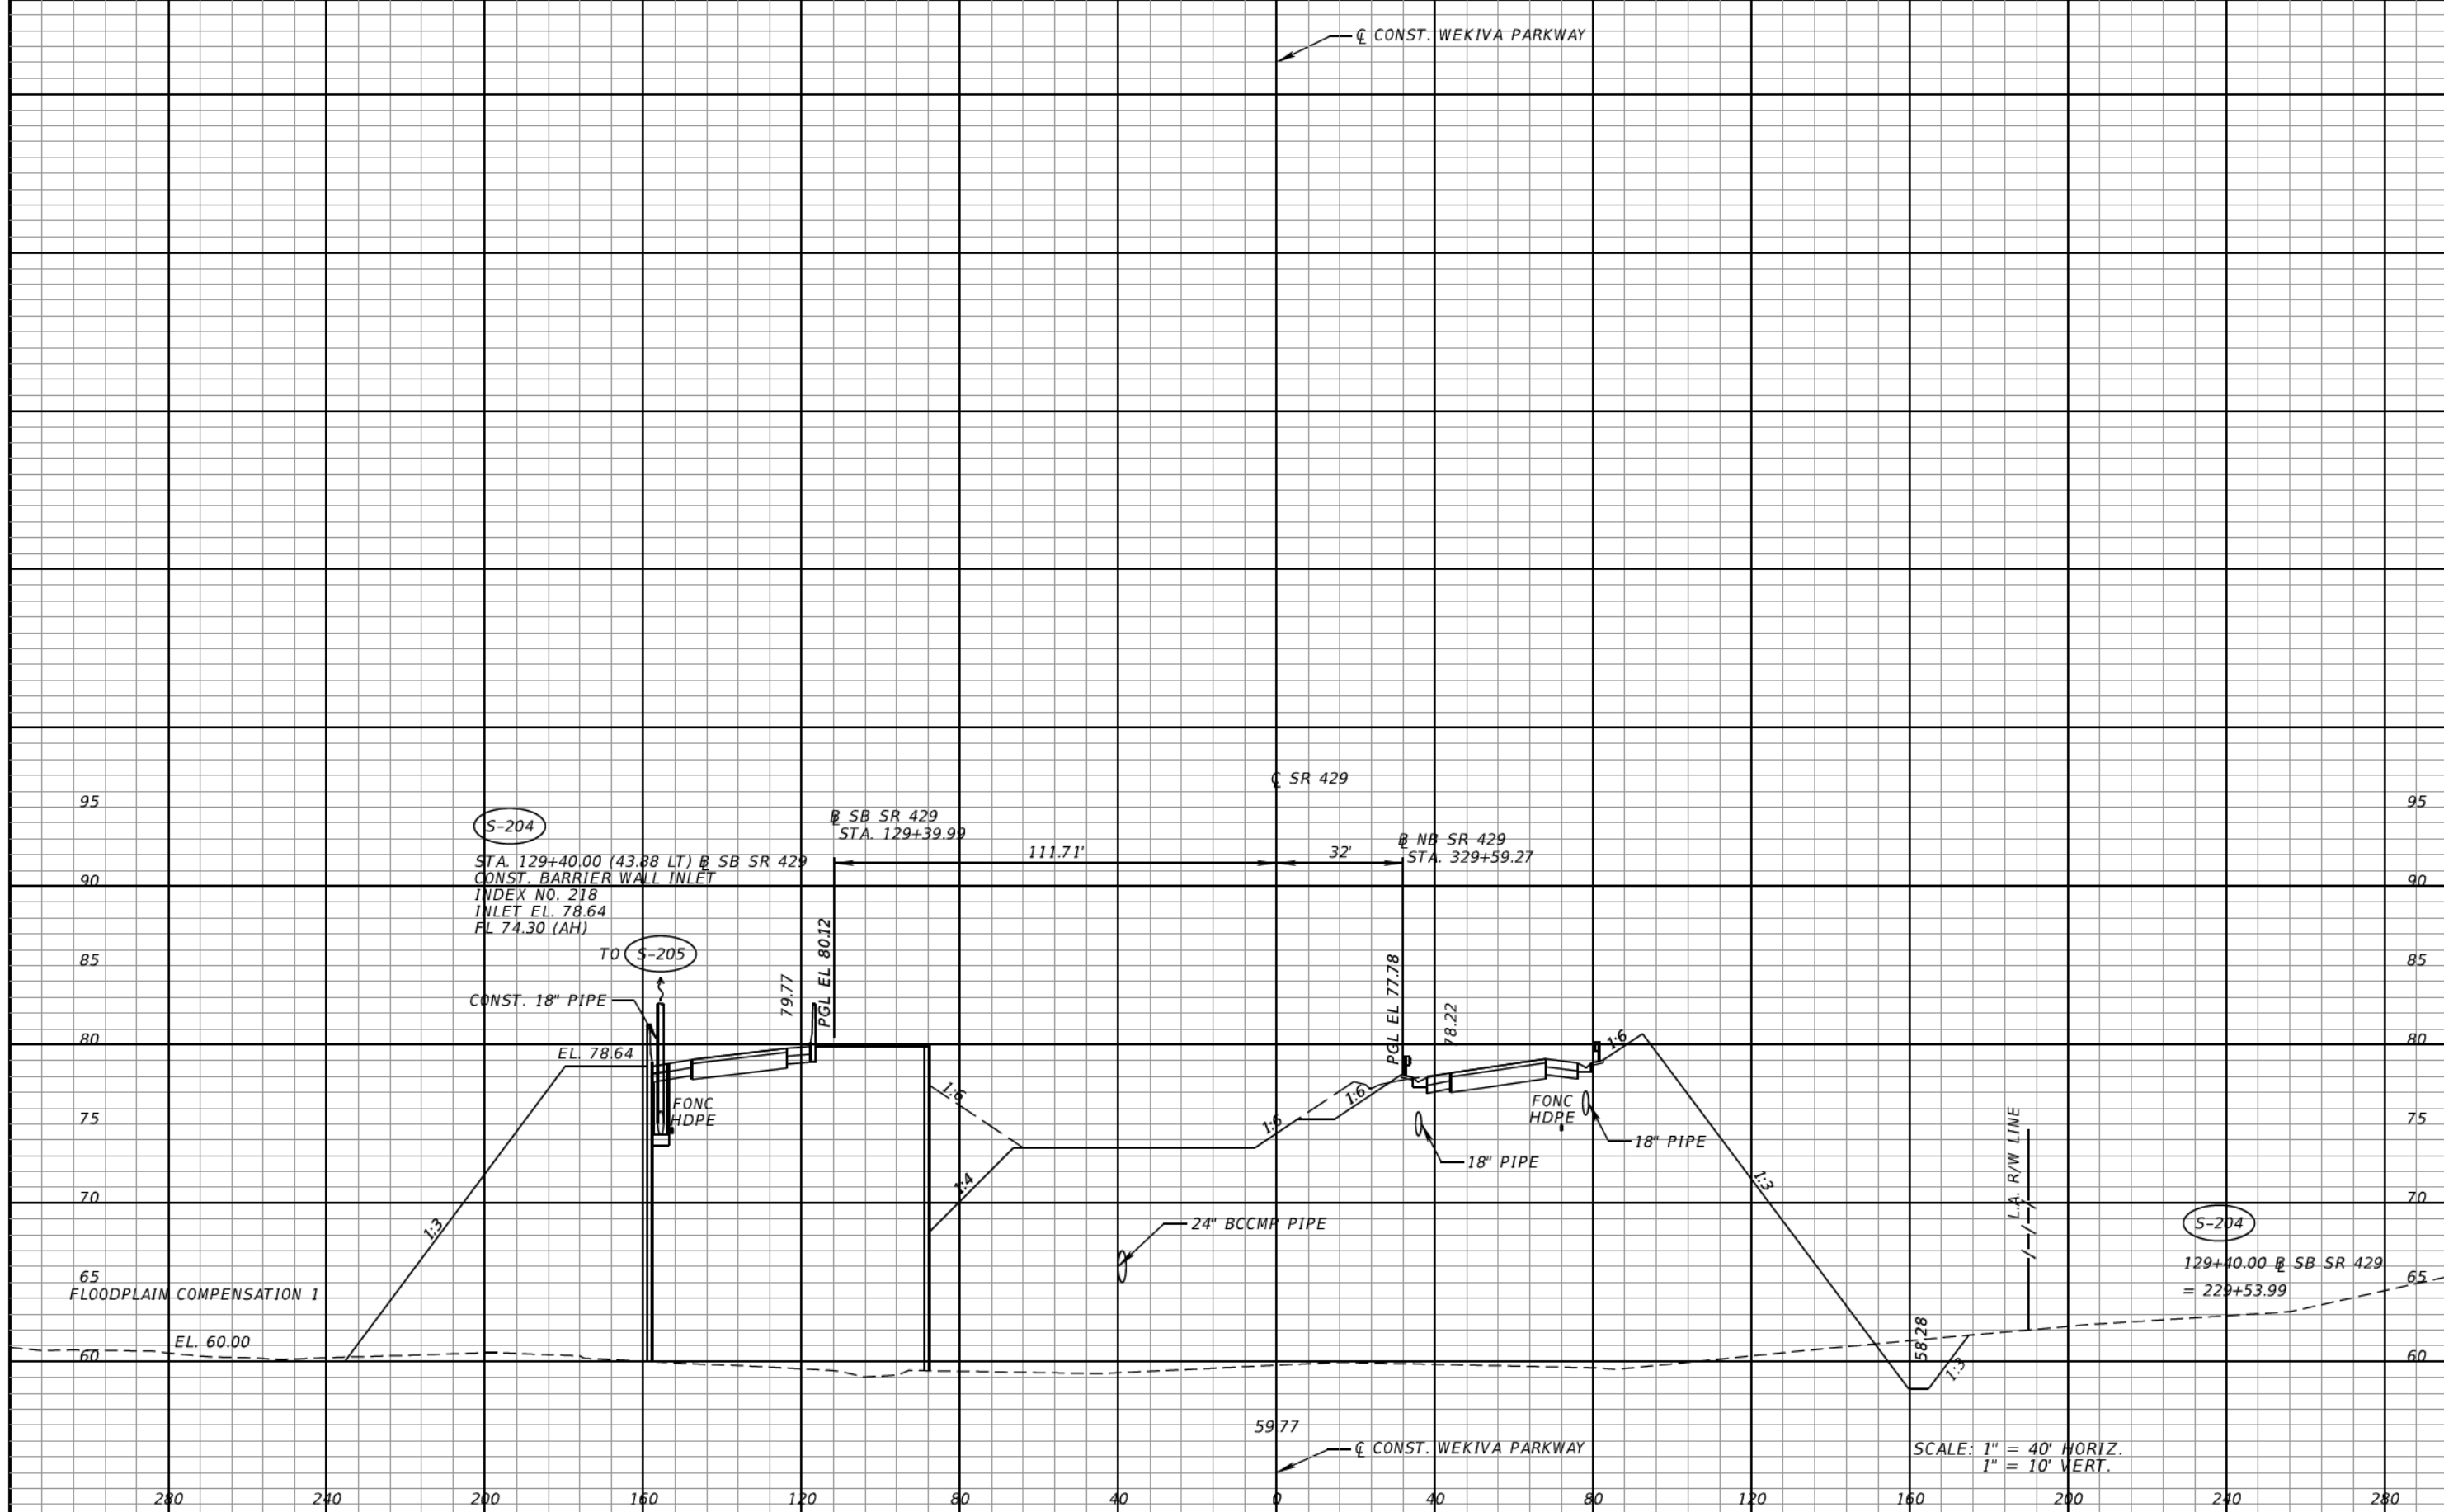 ℄ CONST. WEKIVA PARKWAY
℄ SR 429
95
95
S-204
B̲L SB SR 429
STA. 129+39.99
B̲L NB SR 429
STA. 329+59.27
111.71'
32'
STA. 129+40.00 (43.88 LT) B̲L SB SR 429
CONST. BARRIER WALL INLET
INDEX NO. 218
INLET EL. 78.64
FL 74.30 (AH)
90
90
TO S-205
85
85
CONST. 18" PIPE
79.77
PGL EL 80.12
PGL EL 77.78
78.22
80
80
EL. 78.64
1:6
1:6
1:6
1:6
FONC
HDPE
FONC
HDPE
75
75
18" PIPE
18" PIPE
1:4
1:3
1:3
70
70
L.A. R/W LINE
24" BCCMP PIPE
S-204
129+40.00 B̲L SB SR 429
= 229+53.99
65
65
FLOODPLAIN COMPENSATION 1
EL. 60.00
60
60
58.28
1:3
59.77
℄ CONST. WEKIVA PARKWAY
SCALE: 1" = 40' HORIZ.
1" = 10' VERT.
280 240 200 160 120 80 40 0 40 80 120 160 200 240 280